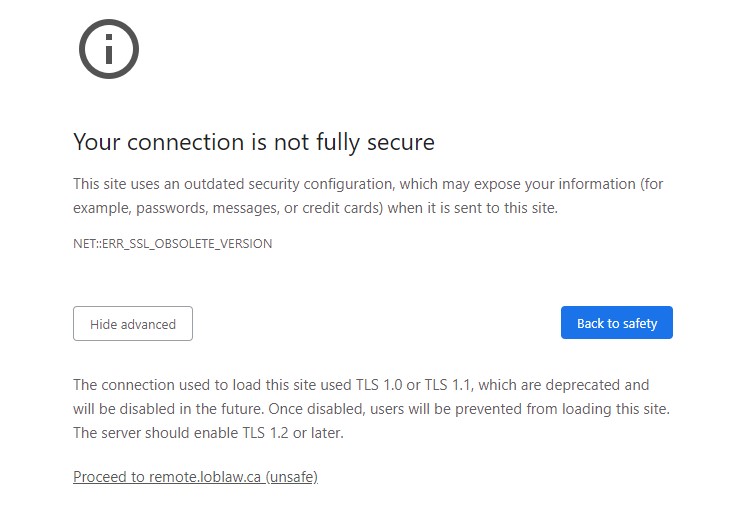 Your connection is not fully secure
This site uses an outdated security configuration, which may expose your information (for
example, passwords, messages, or credit cards) when it is sent to this site.
NET::ERR_SSL_OBSOLETE_VERSION
Hide advanced
Back to safety
The connection used to load this site used TLS 1.0 or TLS 1.1, which are deprecated and
will be disabled in the future. Once disabled, users will be prevented from loading this site.
The server should enable TLS 1.2 or later.
Proceed to remote.loblaw.ca (unsafe)